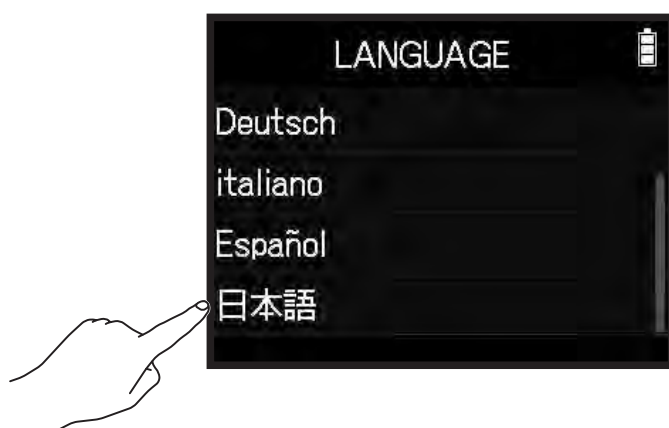 LANGUAGE
Deutsch
italiano
Español
日本語